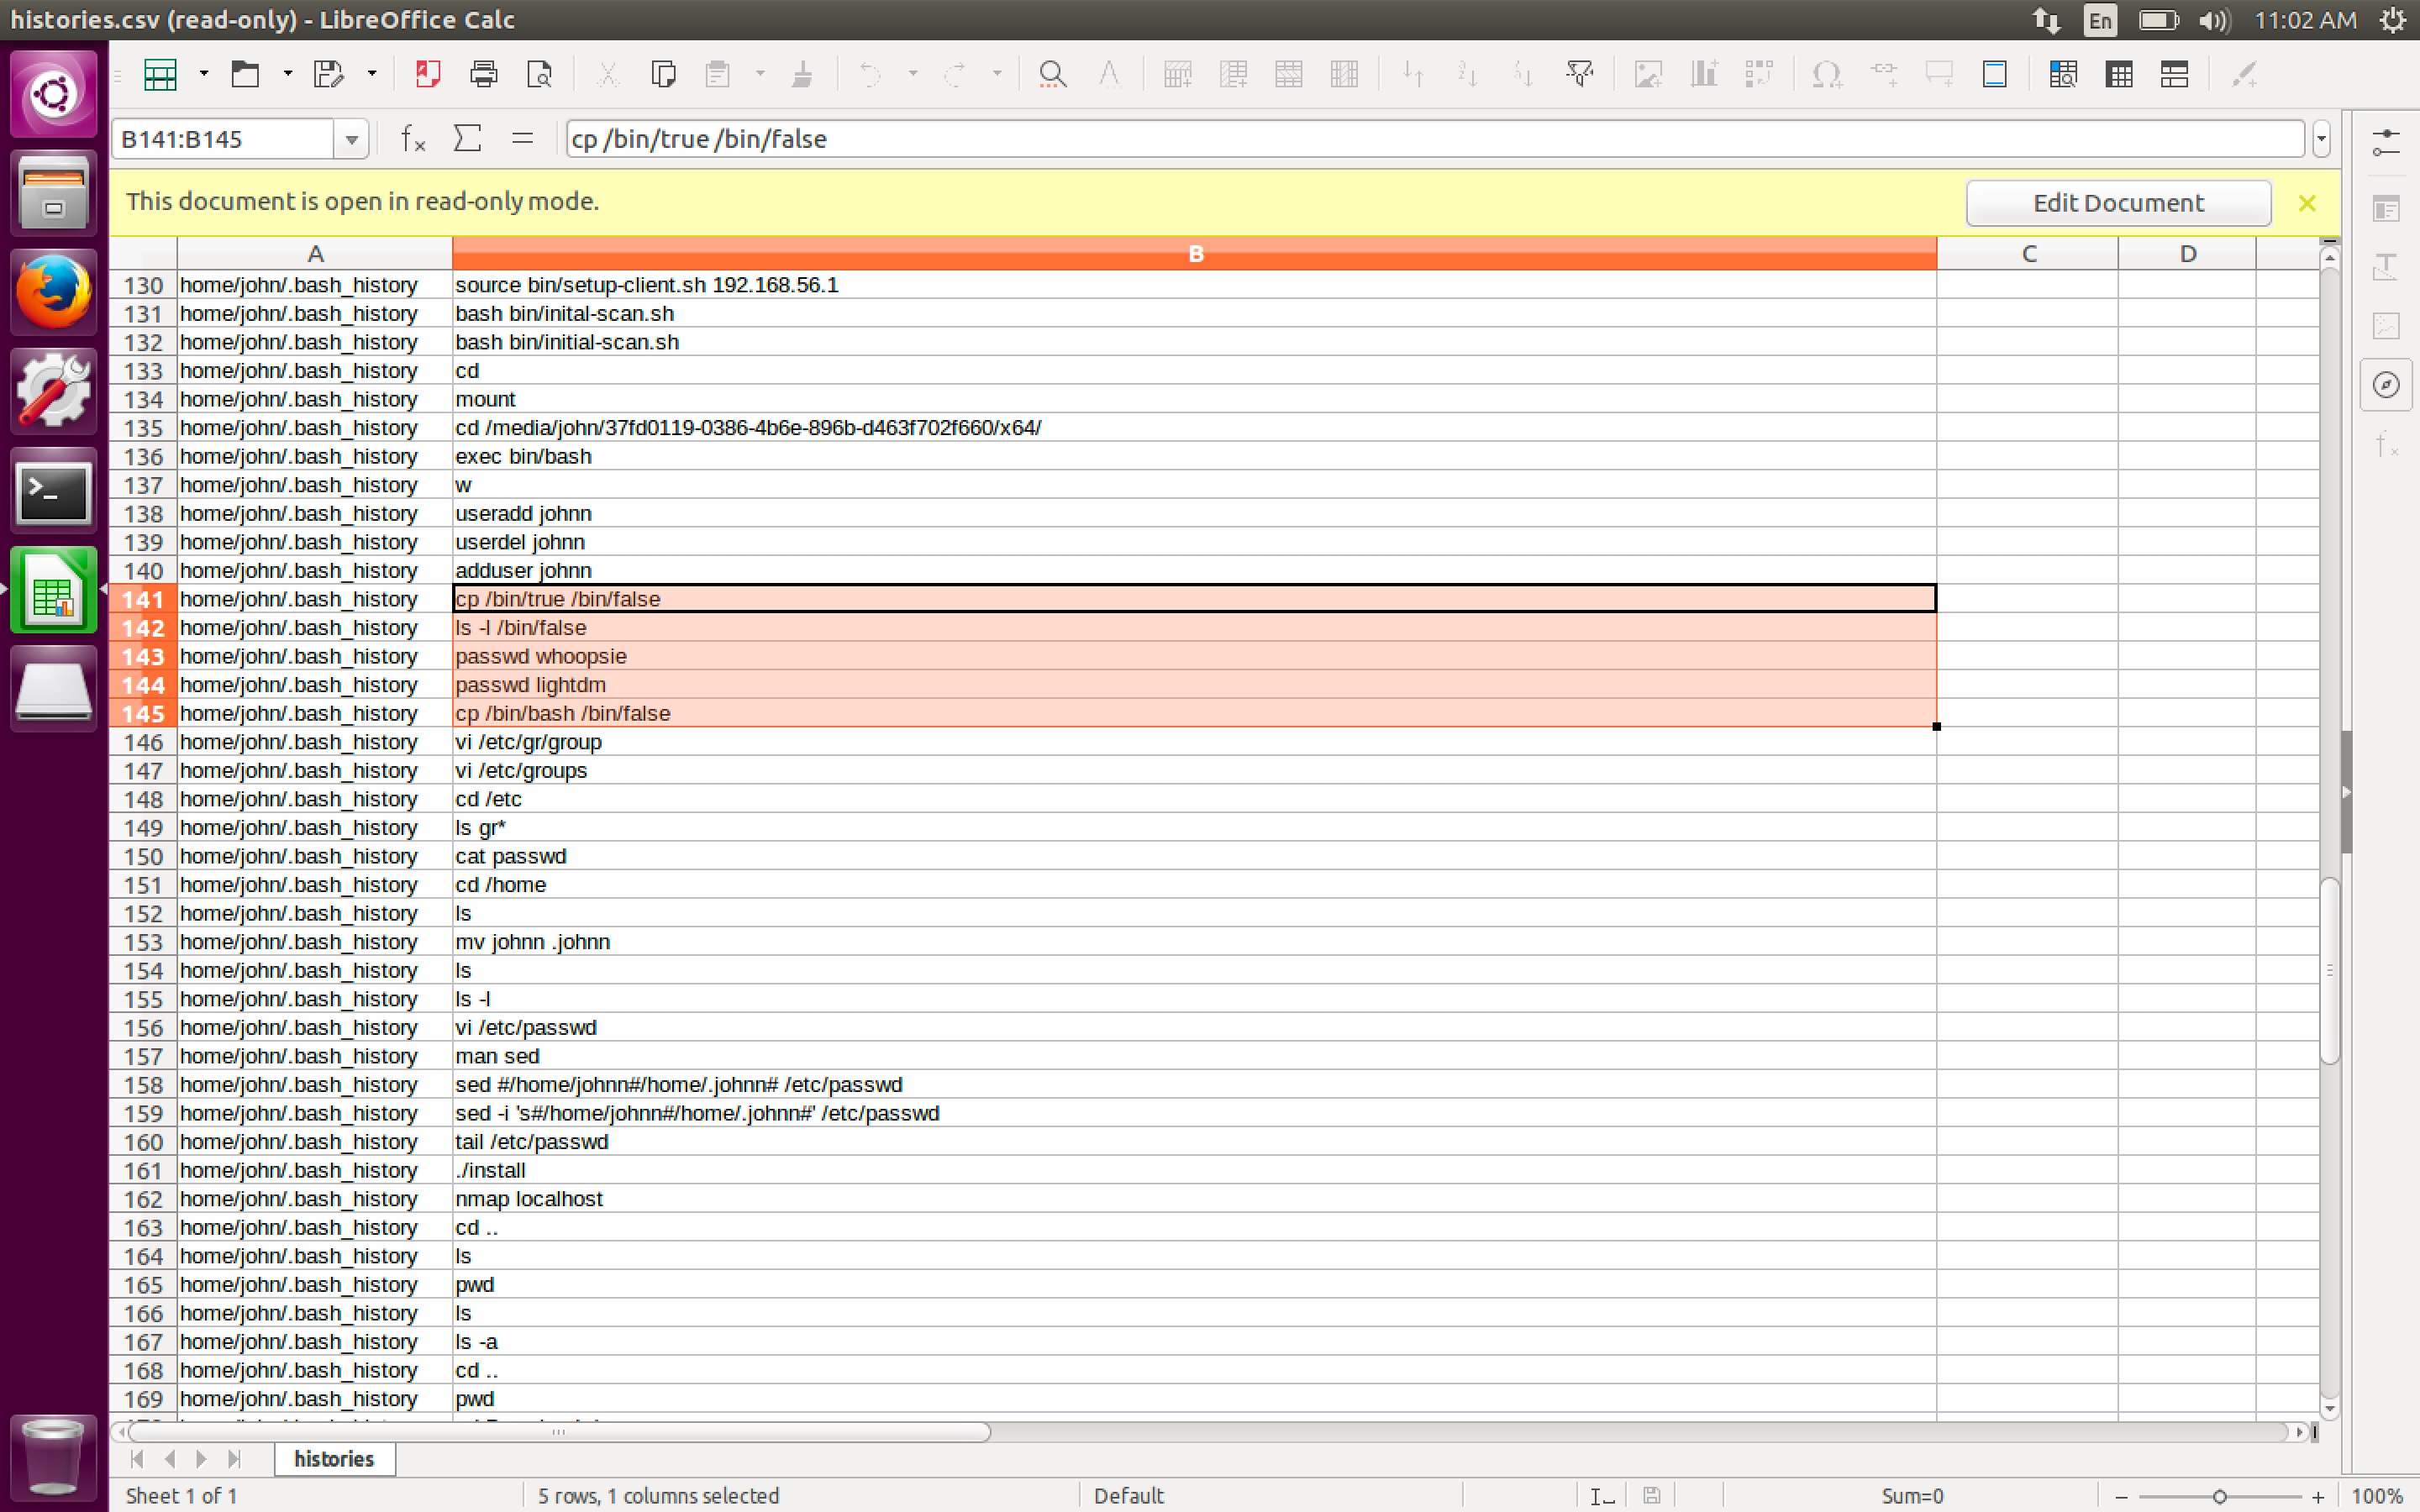 histories.csv (read-only) - LibreOffice Calc
En
11:02 AM
B141:B145
cp /bin/true /bin/false
This document is open in read-only mode.
Edit Document
A B C D
130 home/john/.bash_history source bin/setup-client.sh 192.168.56.1
131 home/john/.bash_history bash bin/inital-scan.sh
132 home/john/.bash_history bash bin/initial-scan.sh
133 home/john/.bash_history cd
134 home/john/.bash_history mount
135 home/john/.bash_history cd /media/john/37fd0119-0386-4b6e-896b-d463f702f660/x64/
136 home/john/.bash_history exec bin/bash
137 home/john/.bash_history w
138 home/john/.bash_history useradd johnn
139 home/john/.bash_history userdel johnn
140 home/john/.bash_history adduser johnn
141 home/john/.bash_history cp /bin/true /bin/false
142 home/john/.bash_history ls -l /bin/false
143 home/john/.bash_history passwd whoopsie
144 home/john/.bash_history passwd lightdm
145 home/john/.bash_history cp /bin/bash /bin/false
146 home/john/.bash_history vi /etc/gr/group
147 home/john/.bash_history vi /etc/groups
148 home/john/.bash_history cd /etc
149 home/john/.bash_history ls gr*
150 home/john/.bash_history cat passwd
151 home/john/.bash_history cd /home
152 home/john/.bash_history ls
153 home/john/.bash_history mv johnn .johnn
154 home/john/.bash_history ls
155 home/john/.bash_history ls -l
156 home/john/.bash_history vi /etc/passwd
157 home/john/.bash_history man sed
158 home/john/.bash_history sed #/home/johnn#/home/.johnn# /etc/passwd
159 home/john/.bash_history sed -i 's#/home/johnn#/home/.johnn#' /etc/passwd
160 home/john/.bash_history tail /etc/passwd
161 home/john/.bash_history ./install
162 home/john/.bash_history nmap localhost
163 home/john/.bash_history cd ..
164 home/john/.bash_history ls
165 home/john/.bash_history pwd
166 home/john/.bash_history ls
167 home/john/.bash_history ls -a
168 home/john/.bash_history cd ..
169 home/john/.bash_history pwd
histories
Sheet 1 of 1 5 rows, 1 columns selected Default Sum=0 100%